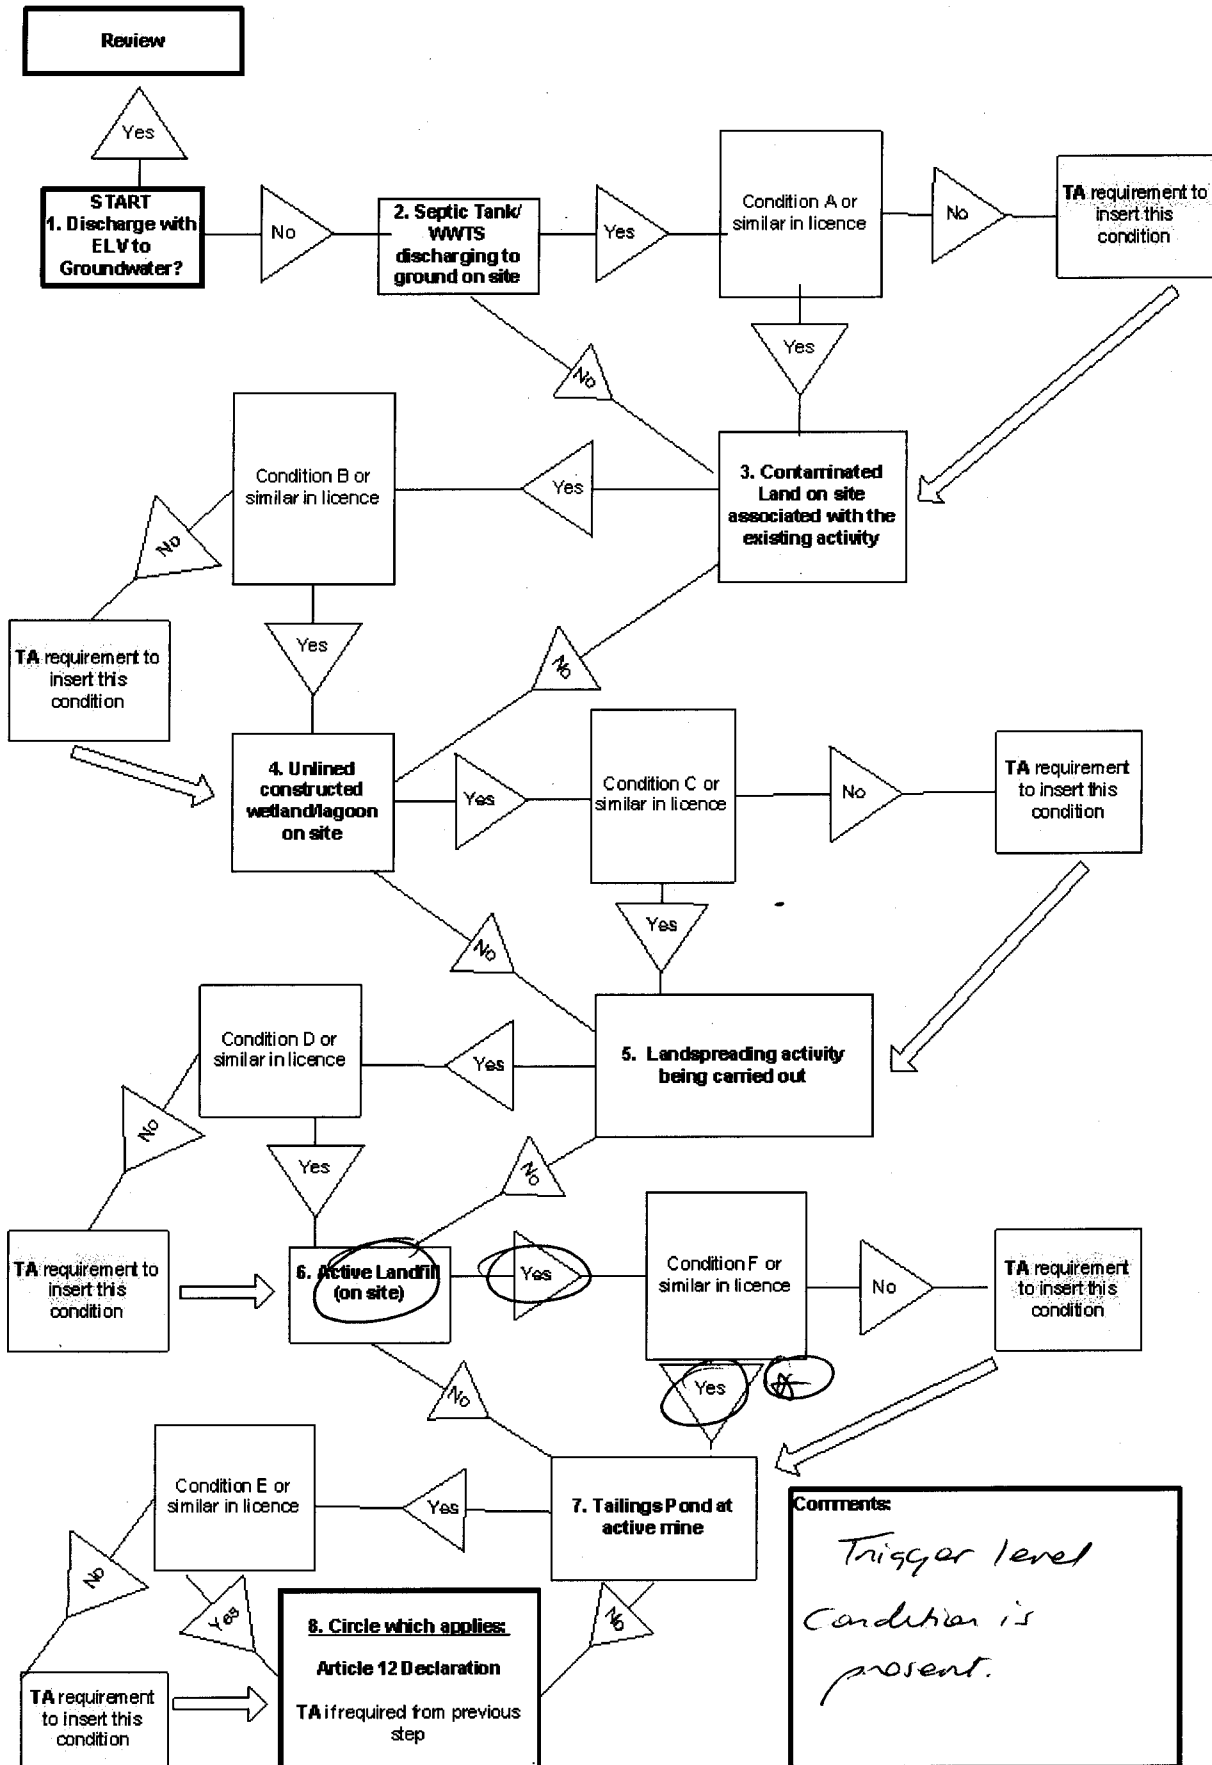 Review
Yes
START
1. Discharge with
ELV to
Groundwater?
No
2. Septic Tank/
WWTS
discharging to
ground on site
Yes
Condition A or
similar in licence
No
TA requirement to
insert this
condition
Yes
No
3. Contaminated
Land on site
associated with the
existing activity
Yes
Condition B or
similar in licence
No
TA requirement to
insert this
condition
Yes
No
4. Unlined
constructed
wetland/lagoon
on site
Yes
Condition C or
similar in licence
No
TA requirement
to insert this
condition
Yes
No
5. Landspreading activity
being carried out
Yes
Condition D or
similar in licence
No
TA requirement to
insert this
condition
Yes
No
6. Active Landfill
(on site)
Yes
Condition F or
similar in licence
No
TA requirement
to insert this
condition
Yes
No
7. Tailings Pond at
active mine
Yes
Condition E or
similar in licence
No
TA requirement
to insert this
condition
Yes
No
8. Circle which applies:
Article 12 Declaration
TA if required from previous
step
Comments:
Trigger level
Condition is
present.